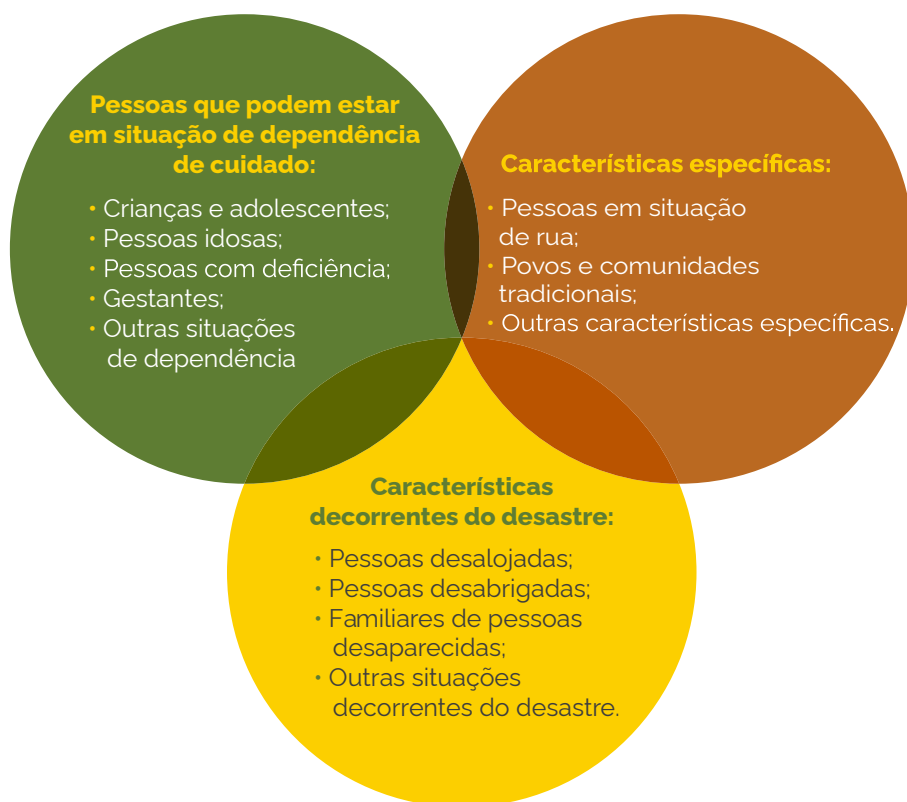 Pessoas que podem estar
em situação de dependência
de cuidado:
• Crianças e adolescentes;
• Pessoas idosas;
• Pessoas com deficiência;
• Gestantes;
• Outras situações
de dependência
Características específicas:
• Pessoas em situação
de rua;
• Povos e comunidades
tradicionais;
• Outras características específicas.
Características
decorrentes do desastre:
• Pessoas desalojadas;
• Pessoas desabrigadas;
• Familiares de pessoas
desaparecidas;
• Outras situações
decorrentes do desastre.